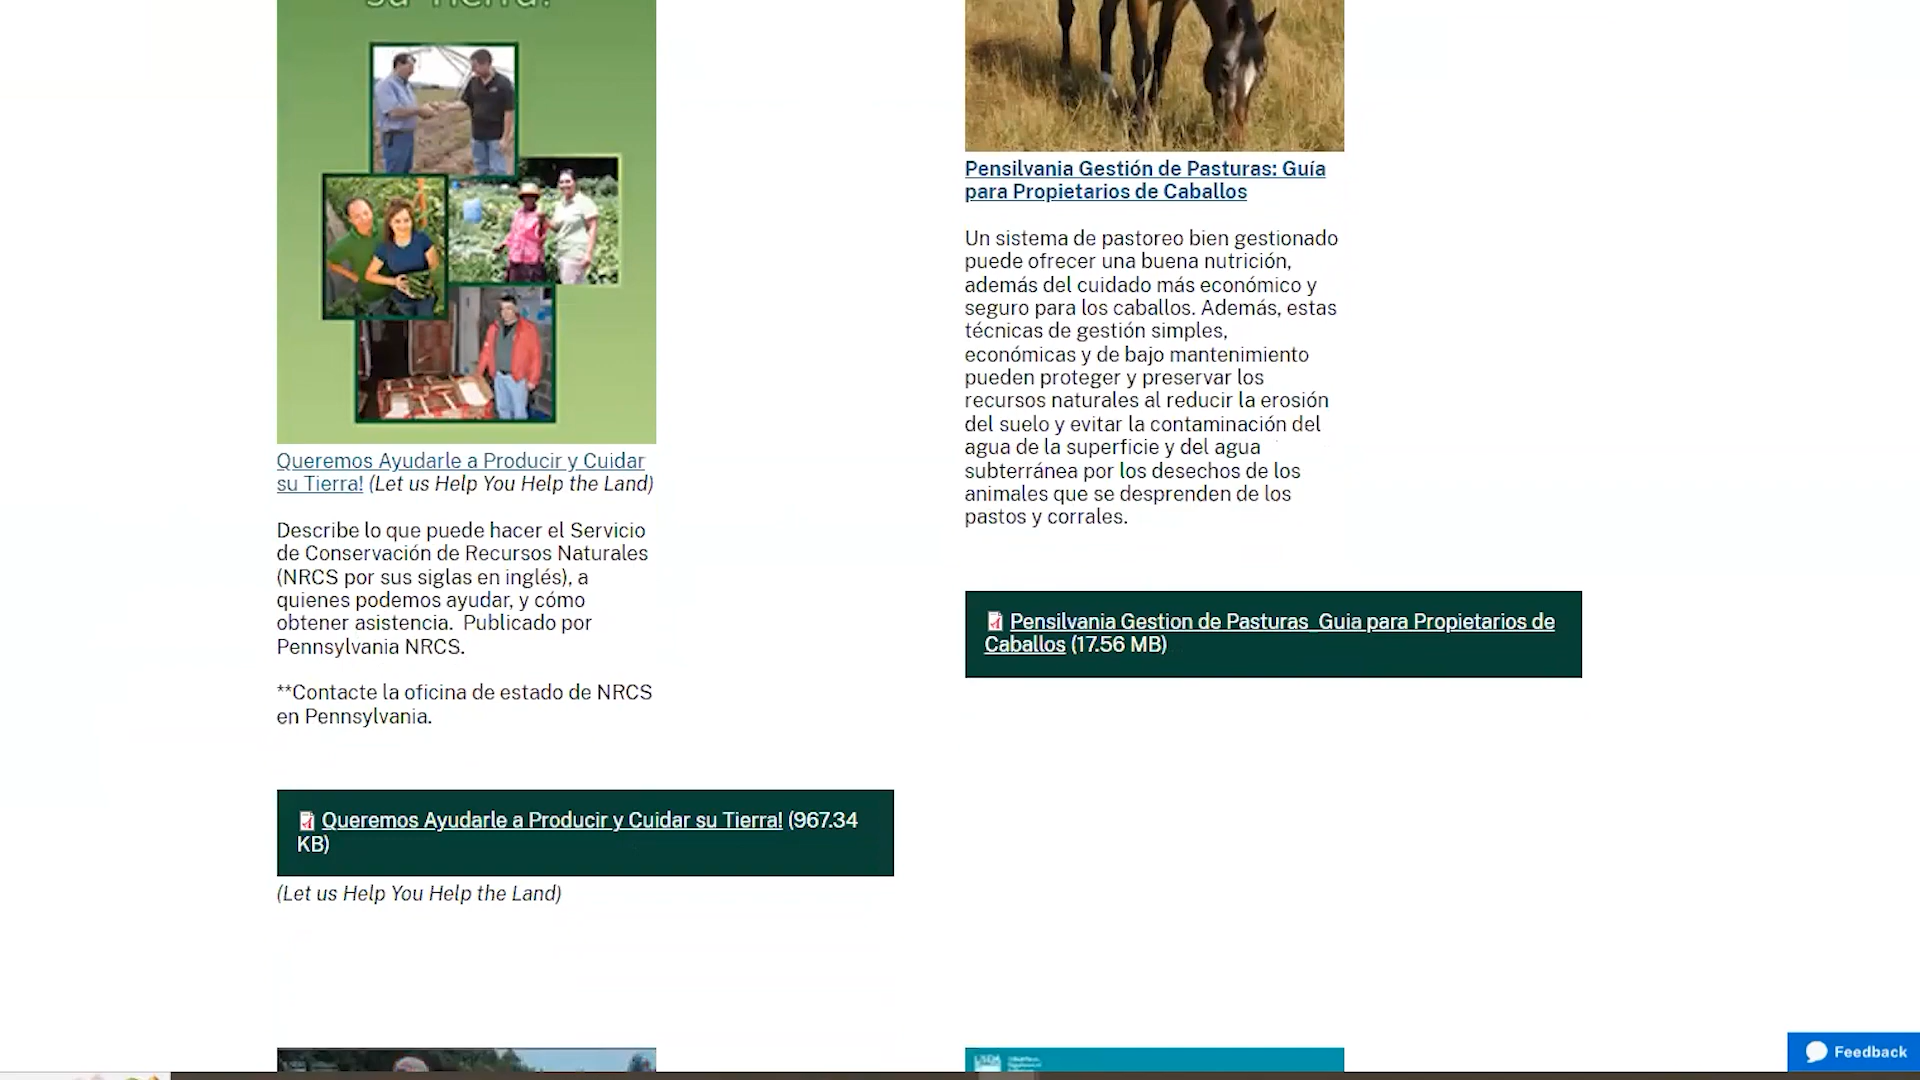 su Tierra!
Queremos Ayudarle a Producir y Cuidar
su Tierra! (Let us Help You Help the Land)
Describe lo que puede hacer el Servicio
de Conservación de Recursos Naturales
(NRCS por sus siglas en inglés), a
quienes podemos ayudar, y cómo
obtener asistencia.  Publicado por
Pennsylvania NRCS.
**Contacte la oficina de estado de NRCS
en Pennsylvania.
Queremos Ayudarle a Producir y Cuidar su Tierra! (967.34
KB)
(Let us Help You Help the Land)
Pensilvania Gestión de Pasturas: Guía
para Propietarios de Caballos
Un sistema de pastoreo bien gestionado
puede ofrecer una buena nutrición,
además del cuidado más económico y
seguro para los caballos. Además, estas
técnicas de gestión simples,
económicas y de bajo mantenimiento
pueden proteger y preservar los
recursos naturales al reducir la erosión
del suelo y evitar la contaminación del
agua de la superficie y del agua
subterránea por los desechos de los
animales que se desprenden de los
pastos y corrales.
Pensilvania Gestion de Pasturas_Guia para Propietarios de
Caballos (17.56 MB)
USDA
Feedback